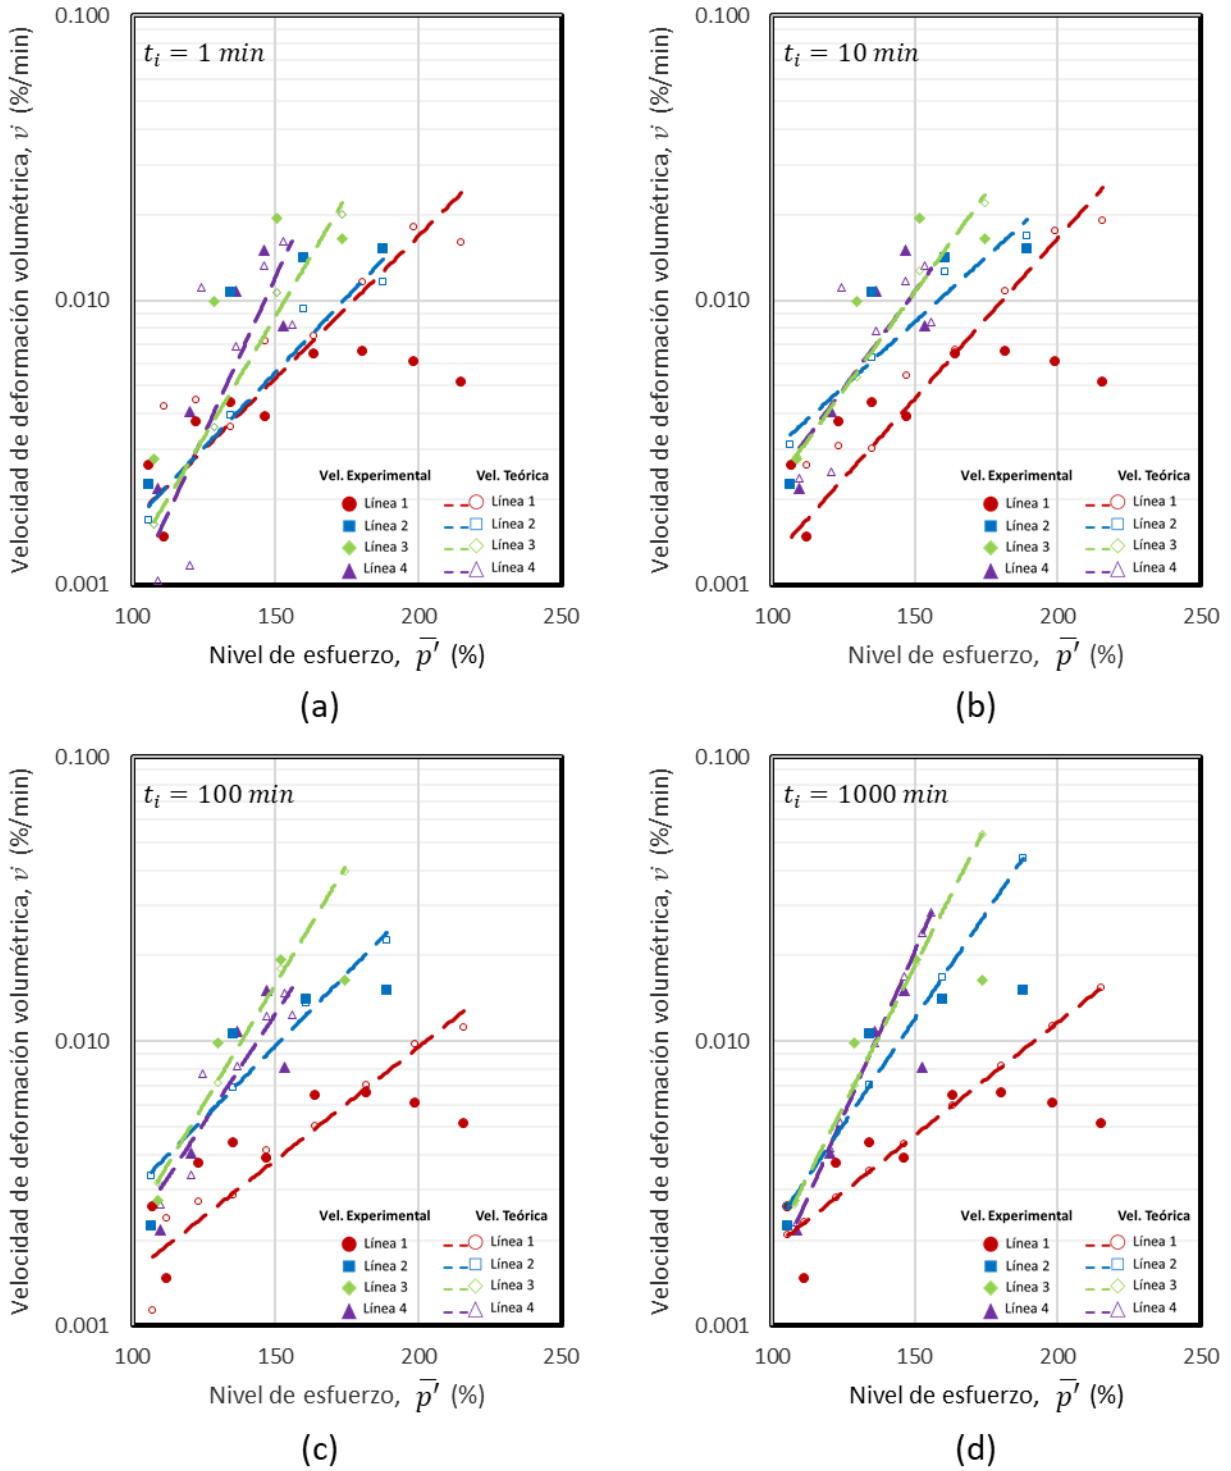 0.100
t_i = 1 min
0.010
0.001
100 150 200 250
Velocidad de deformación volumétrica, v̇ (%/min)
Nivel de esfuerzo, p̅′ (%)
Vel. Experimental Vel. Teórica
Línea 1 Línea 1
Línea 2 Línea 2
Línea 3 Línea 3
Línea 4 Línea 4
(a)
0.100
t_i = 10 min
0.010
0.001
100 150 200 250
Velocidad de deformación volumétrica, v̇ (%/min)
Nivel de esfuerzo, p̅′ (%)
Vel. Experimental Vel. Teórica
Línea 1 Línea 1
Línea 2 Línea 2
Línea 3 Línea 3
Línea 4 Línea 4
(b)
0.100
t_i = 100 min
0.010
0.001
100 150 200 250
Velocidad de deformación volumétrica, v̇ (%/min)
Nivel de esfuerzo, p̅′ (%)
Vel. Experimental Vel. Teórica
Línea 1 Línea 1
Línea 2 Línea 2
Línea 3 Línea 3
Línea 4 Línea 4
(c)
0.100
t_i = 1000 min
0.010
0.001
100 150 200 250
Velocidad de deformación volumétrica, v̇ (%/min)
Nivel de esfuerzo, p̅′ (%)
Vel. Experimental Vel. Teórica
Línea 1 Línea 1
Línea 2 Línea 2
Línea 3 Línea 3
Línea 4 Línea 4
(d)